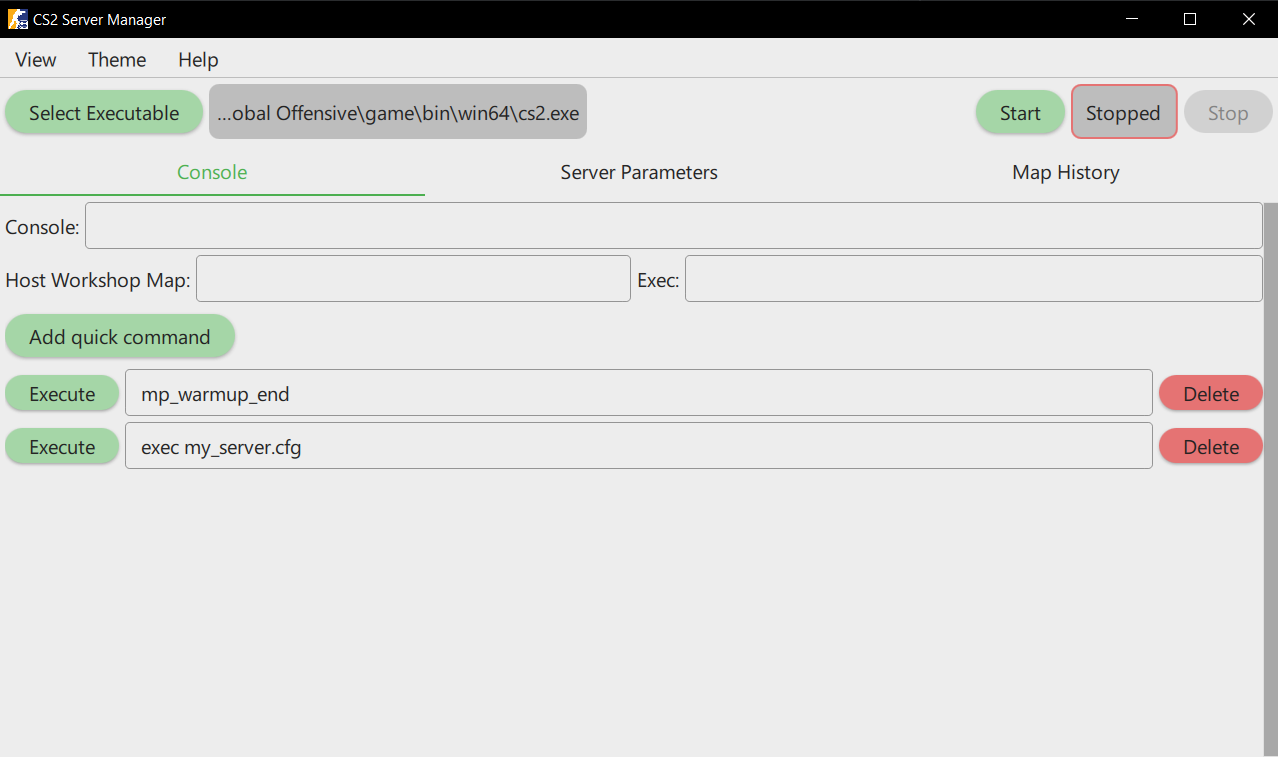 CS2 Server Manager
View Theme Help
Select Executable ...obal Offensive\game\bin\win64\cs2.exe Start Stopped Stop
Console Server Parameters Map History
Console:
Host Workshop Map: Exec:
Add quick command
Execute mp_warmup_end Delete
Execute exec my_server.cfg Delete